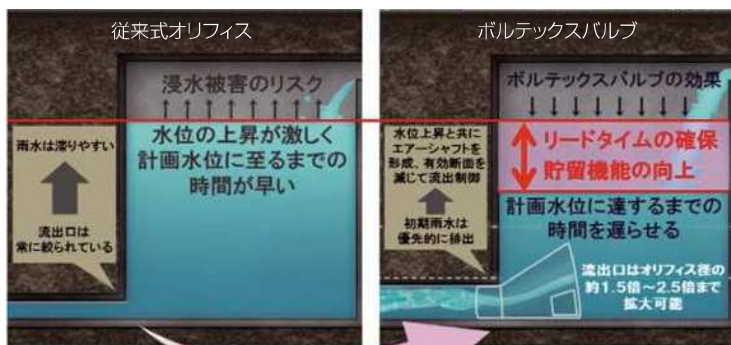 従来式オリフィス
浸水被害のリスク
水位の上昇が激しく
計画水位に至るまでの
時間が早い
雨水は滞りやすい
流出口は
常に絞られている
ボルテックスバルブ
ボルテックスバルブの効果
水位上昇と共に
エアーシャフトを
形成、有効断面を
減じて流出制御
初期雨水は
優先的に排出
リードタイムの確保
貯留機能の向上
計画水位に達するまでの
時間を遅らせる
流出口はオリフィス径の
約1.5倍～2.5倍まで
拡大可能